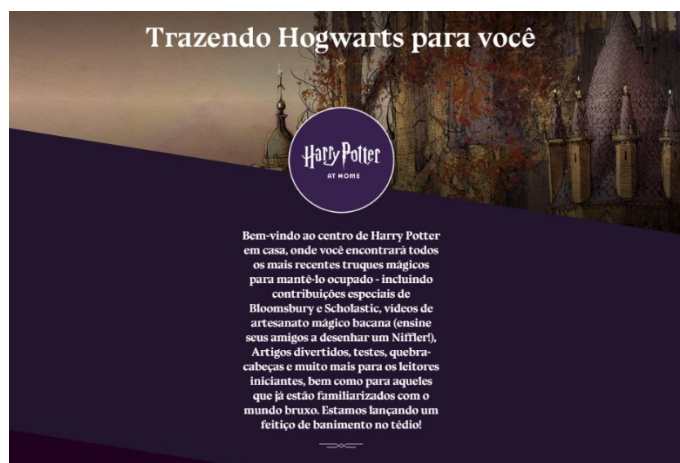 Trazendo Hogwarts para você
Harry Potter
AT HOME
Bem-vindo ao centro de Harry Potter
em casa, onde você encontrará todos
os mais recentes truques mágicos
para mantê-lo ocupado - incluindo
contribuições especiais de
Bloomsbury e Scholastic, vídeos de
artesanato mágico bacana (ensine
seus amigos a desenhar um Niffler!),
Artigos divertidos, testes, quebra-
cabeças e muito mais para os leitores
iniciantes, bem como para aqueles
que já estão familiarizados com o
mundo bruxo. Estamos lançando um
feitiço de banimento no tédio!